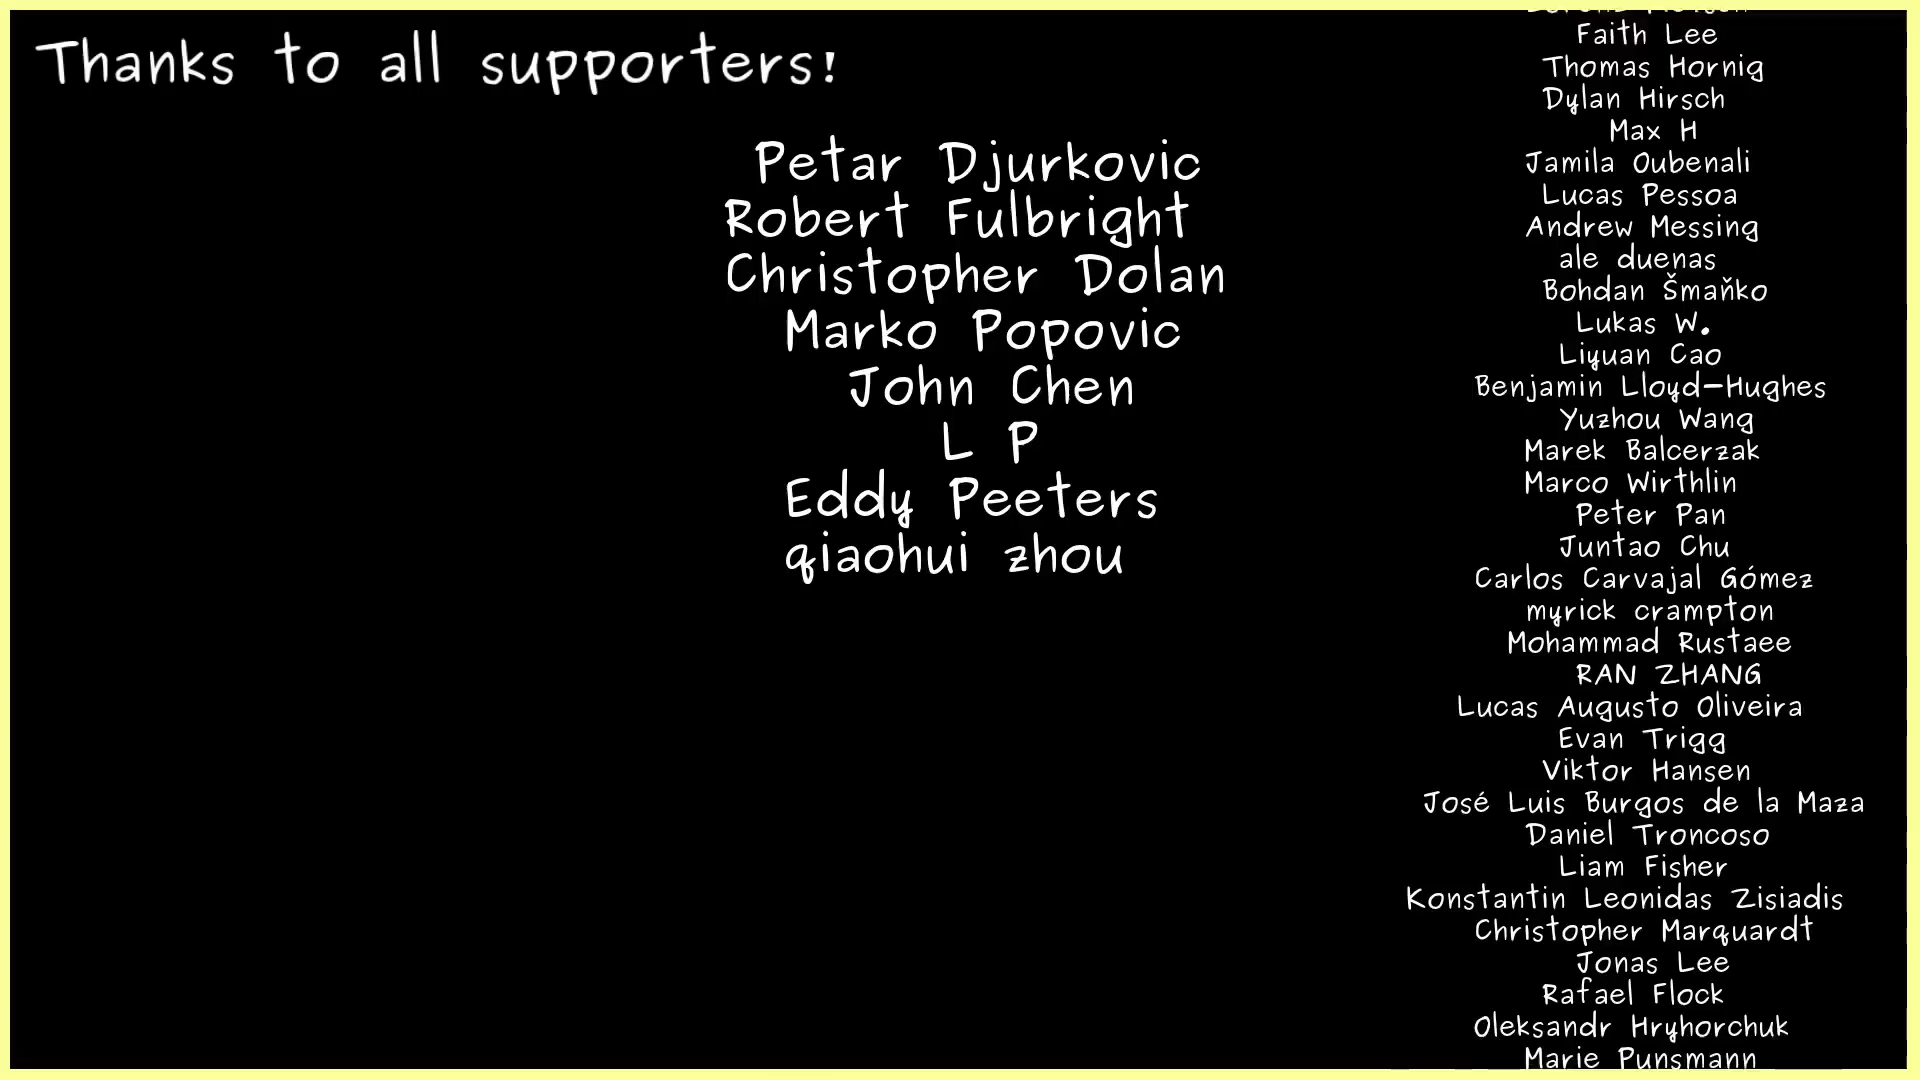 Thanks to all supporters!
Petar Djurkovic
Robert Fulbright
Christopher Dolan
Marko Popovic
John Chen
L P
Eddy Peeters
qiaohui zhou
Faith Lee
Thomas Hornig
Dylan Hirsch
Max H
Jamila Oubenali
Lucas Pessoa
Andrew Messing
ale duenas
Bohdan Šmaňko
Lukas W.
Liyuan Cao
Benjamin Lloyd-Hughes
Yuzhou Wang
Marek Balcerzak
Marco Wirthlin
Peter Pan
Juntao Chu
Carlos Carvajal Gómez
myrick crampton
Mohammad Rustaee
RAN ZHANG
Lucas Augusto Oliveira
Evan Trigg
Viktor Hansen
José Luis Burgos de la Maza
Daniel Troncoso
Liam Fisher
Konstantin Leonidas Zisiadis
Christopher Marquardt
Jonas Lee
Rafael Flock
Oleksandr Hryhorchuk
Marie Punsmann